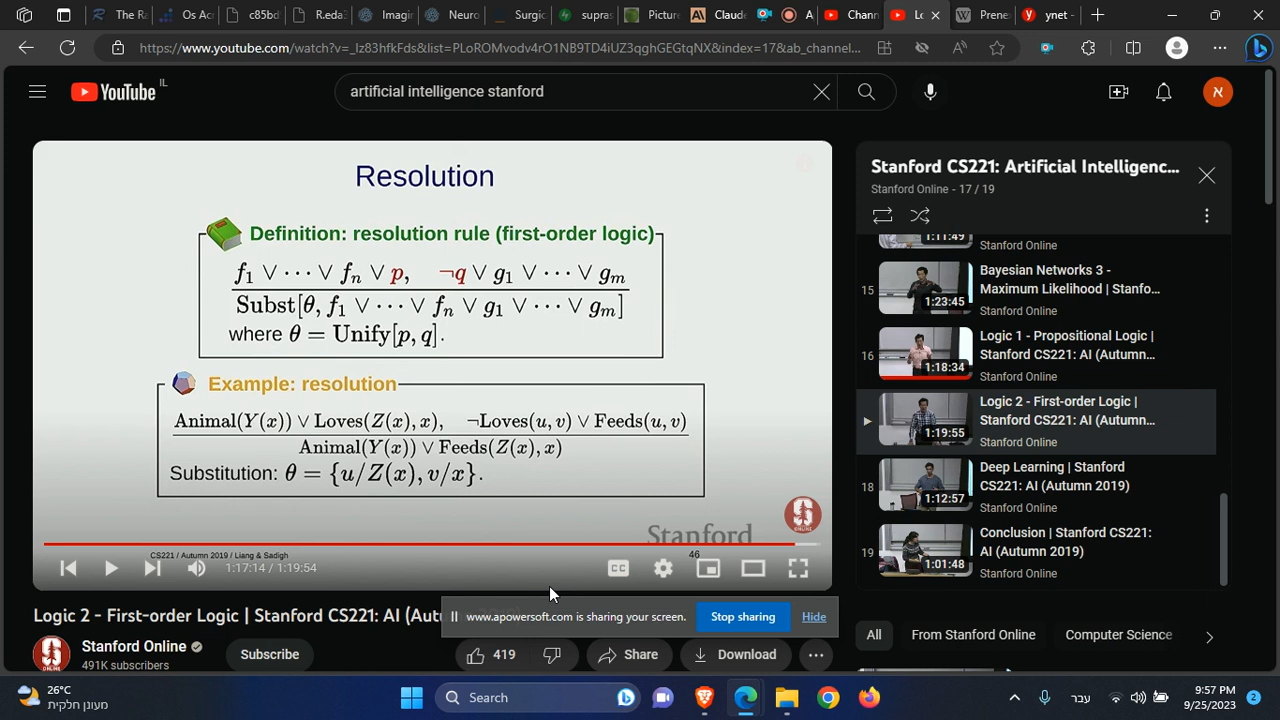 The Ra
Os Ac
c85bd
Reda3
Imagir
Neuro
Surgic
supras
Picture
Claude
A
Chann
Lo
Prene
ynet -
https://www.youtube.com/watch?v=_lz83hfkFds&list=PLoROMvodv4rO1NB9TD4iUZ3qghGEGtqNX&index=17&ab_channel...
YouTube IL
artificial intelligence stanford
א
Resolution
Definition: resolution rule (first-order logic)
f₁ ∨ ⋯ ∨ fₙ ∨ p, ¬q ∨ g₁ ∨ ⋯ ∨ gₘ
Subst[θ, f₁ ∨ ⋯ ∨ fₙ ∨ g₁ ∨ ⋯ ∨ gₘ]
where θ = Unify[p, q].
Example: resolution
Animal(Y(x)) ∨ Loves(Z(x), x), ¬Loves(u, v) ∨ Feeds(u, v)
Animal(Y(x)) ∨ Feeds(Z(x), x)
Substitution: θ = {u/Z(x), v/x}.
Stanford
ONLINE
CS221 / Autumn 2019 / Liang & Sadigh
46
1:17:14 / 1:19:54
CC
Logic 2 - First-order Logic | Stanford CS221: AI (Aut
www.apowersoft.com is sharing your screen.
Stop sharing
Hide
Stanford Online
491K subscribers
Subscribe
419
Share
Download
Stanford CS221: Artificial Intelligenc...
Stanford Online - 17 / 19
1:11:49
Stanford Online
15
1:23:45
Bayesian Networks 3 -
Maximum Likelihood | Stanfo...
Stanford Online
16
1:18:34
Logic 1 - Propositional Logic |
Stanford CS221: AI (Autumn...
Stanford Online
1:19:55
Logic 2 - First-order Logic |
Stanford CS221: AI (Autumn...
Stanford Online
18
1:12:57
Deep Learning | Stanford
CS221: AI (Autumn 2019)
Stanford Online
19
1:01:48
Conclusion | Stanford CS221:
AI (Autumn 2019)
Stanford Online
All
From Stanford Online
Computer Science
26°C
מעונן חלקית
Search
עבר
9:57 PM
9/25/2023
2